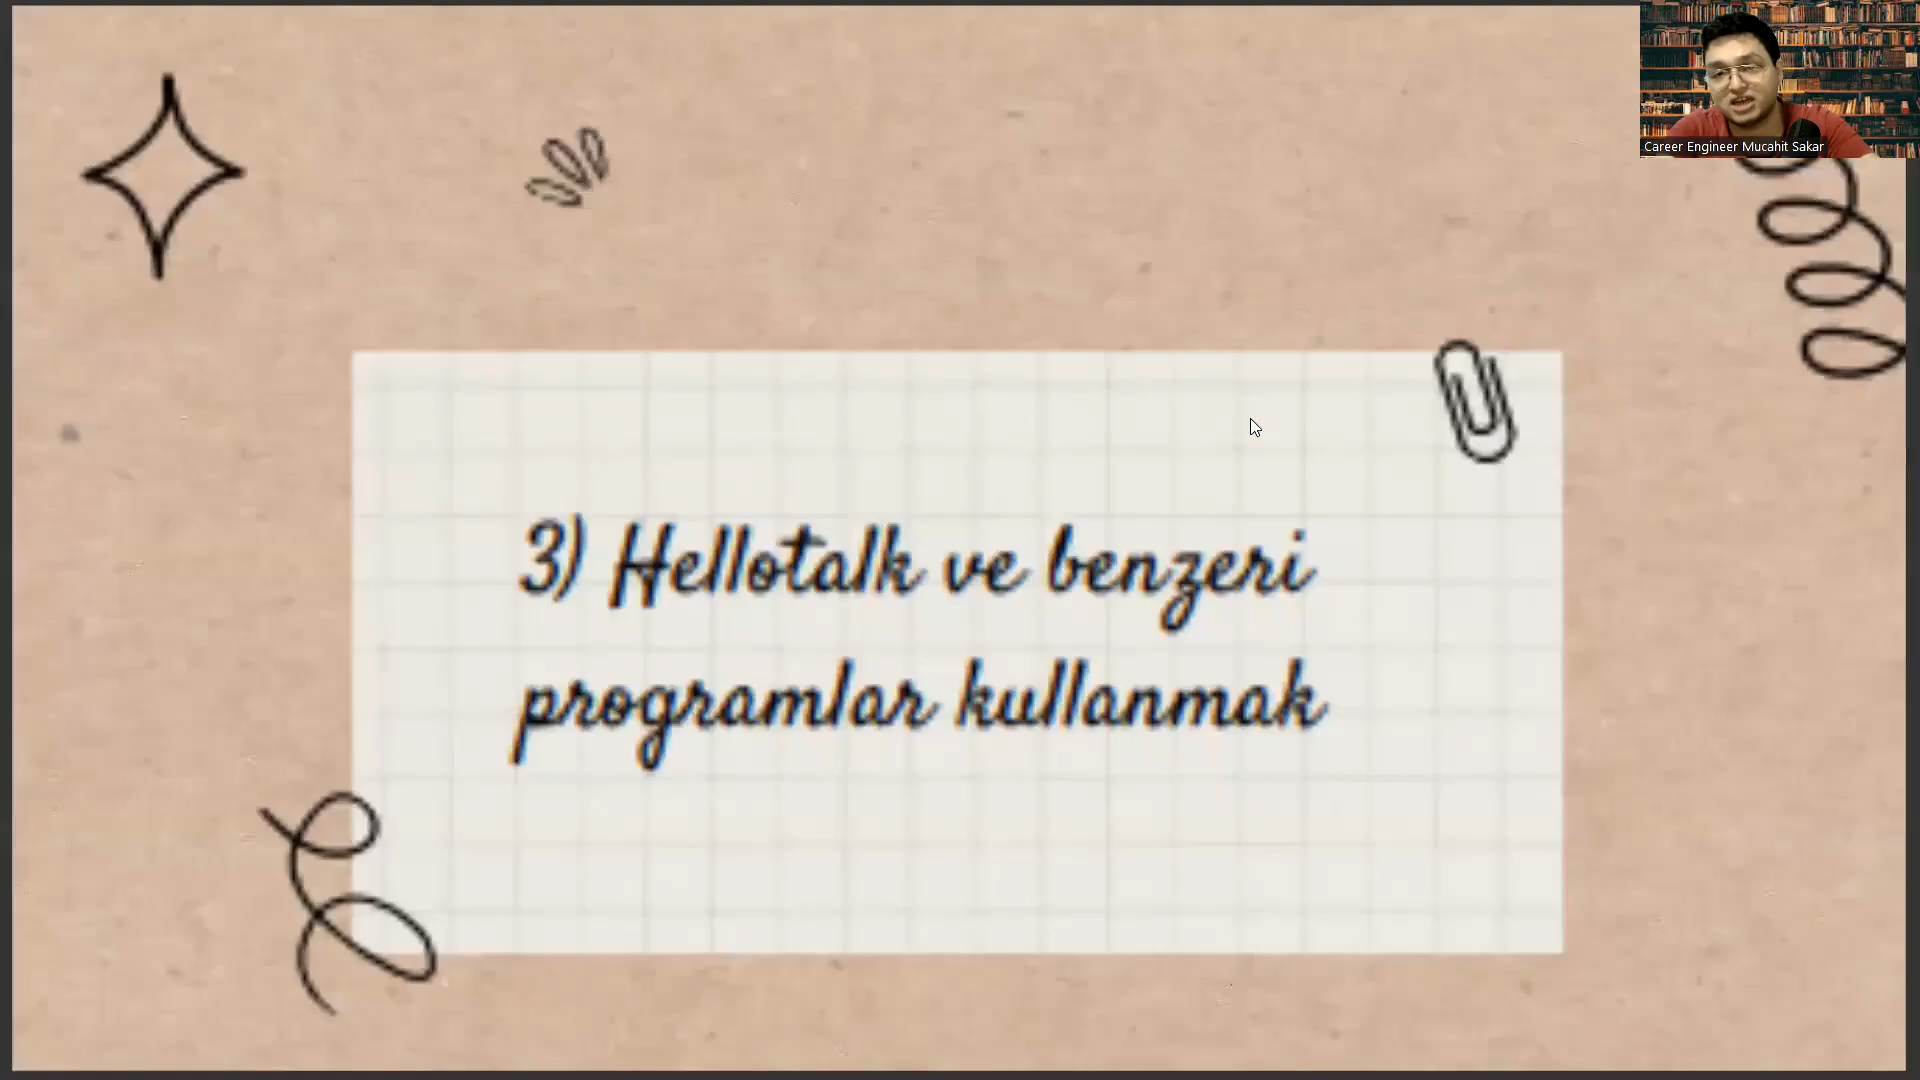 Career Engineer Mucahit Sakar
3) Hellotalk ve benzeri
programlar kullanmak